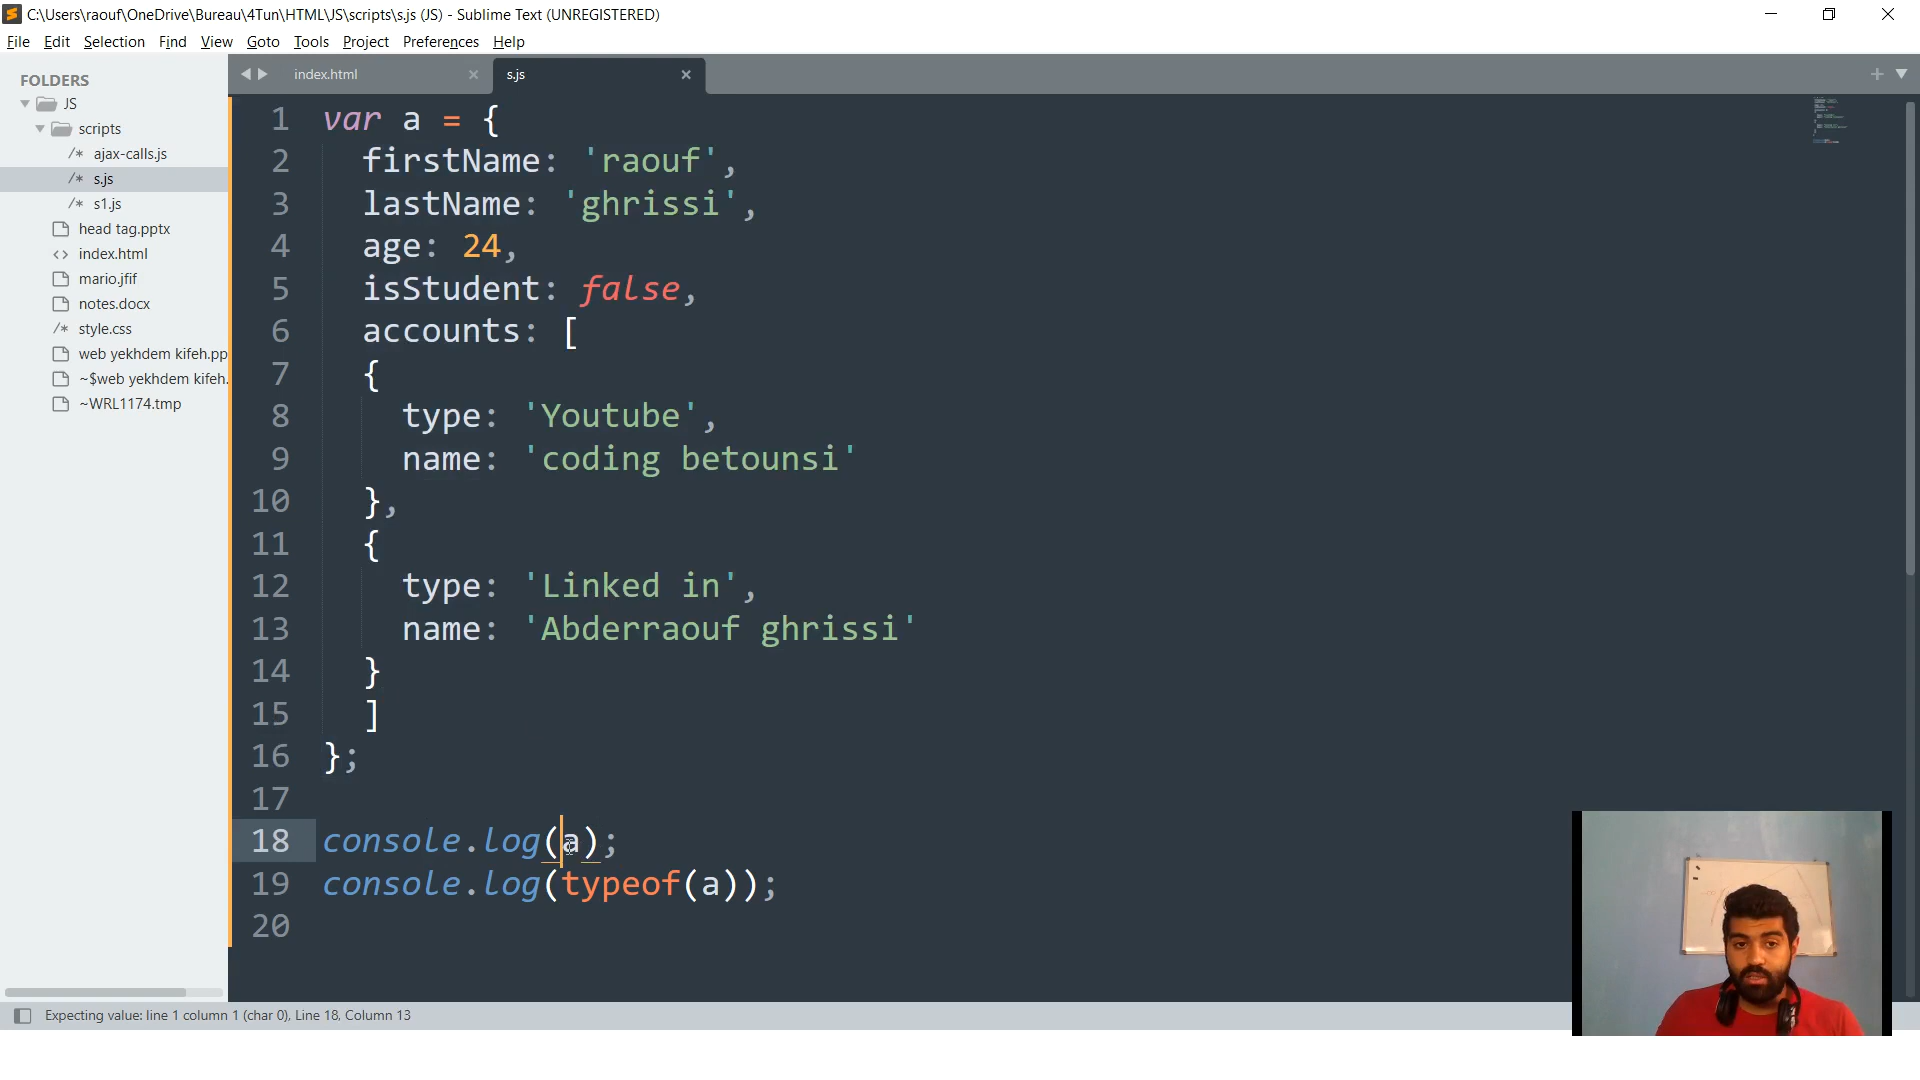 C:\Users\raouf\OneDrive\Bureau\4Tun\HTML\JS\scripts\s.js (JS) - Sublime Text (UNREGISTERED)
File Edit Selection Find View Goto Tools Project Preferences Help
FOLDERS
JS
scripts
/* ajax-calls.js
/* s.js
/* s1.js
head tag.pptx
<> index.html
mario.jfif
notes.docx
/* style.css
web yekhdem kifeh.pp
~$web yekhdem kifeh.
~WRL1174.tmp
index.html
s.js
1 var a = {
2 firstName: 'raouf',
3 lastName: 'ghrissi',
4 age: 24,
5 isStudent: false,
6 accounts: [
7 {
8 type: 'Youtube',
9 name: 'coding betounsi'
10 },
11 {
12 type: 'Linked in',
13 name: 'Abderraouf ghrissi'
14 }
15 ]
16 };
17
18 console.log(a);
19 console.log(typeof(a));
20
Expecting value: line 1 column 1 (char 0), Line 18, Column 13